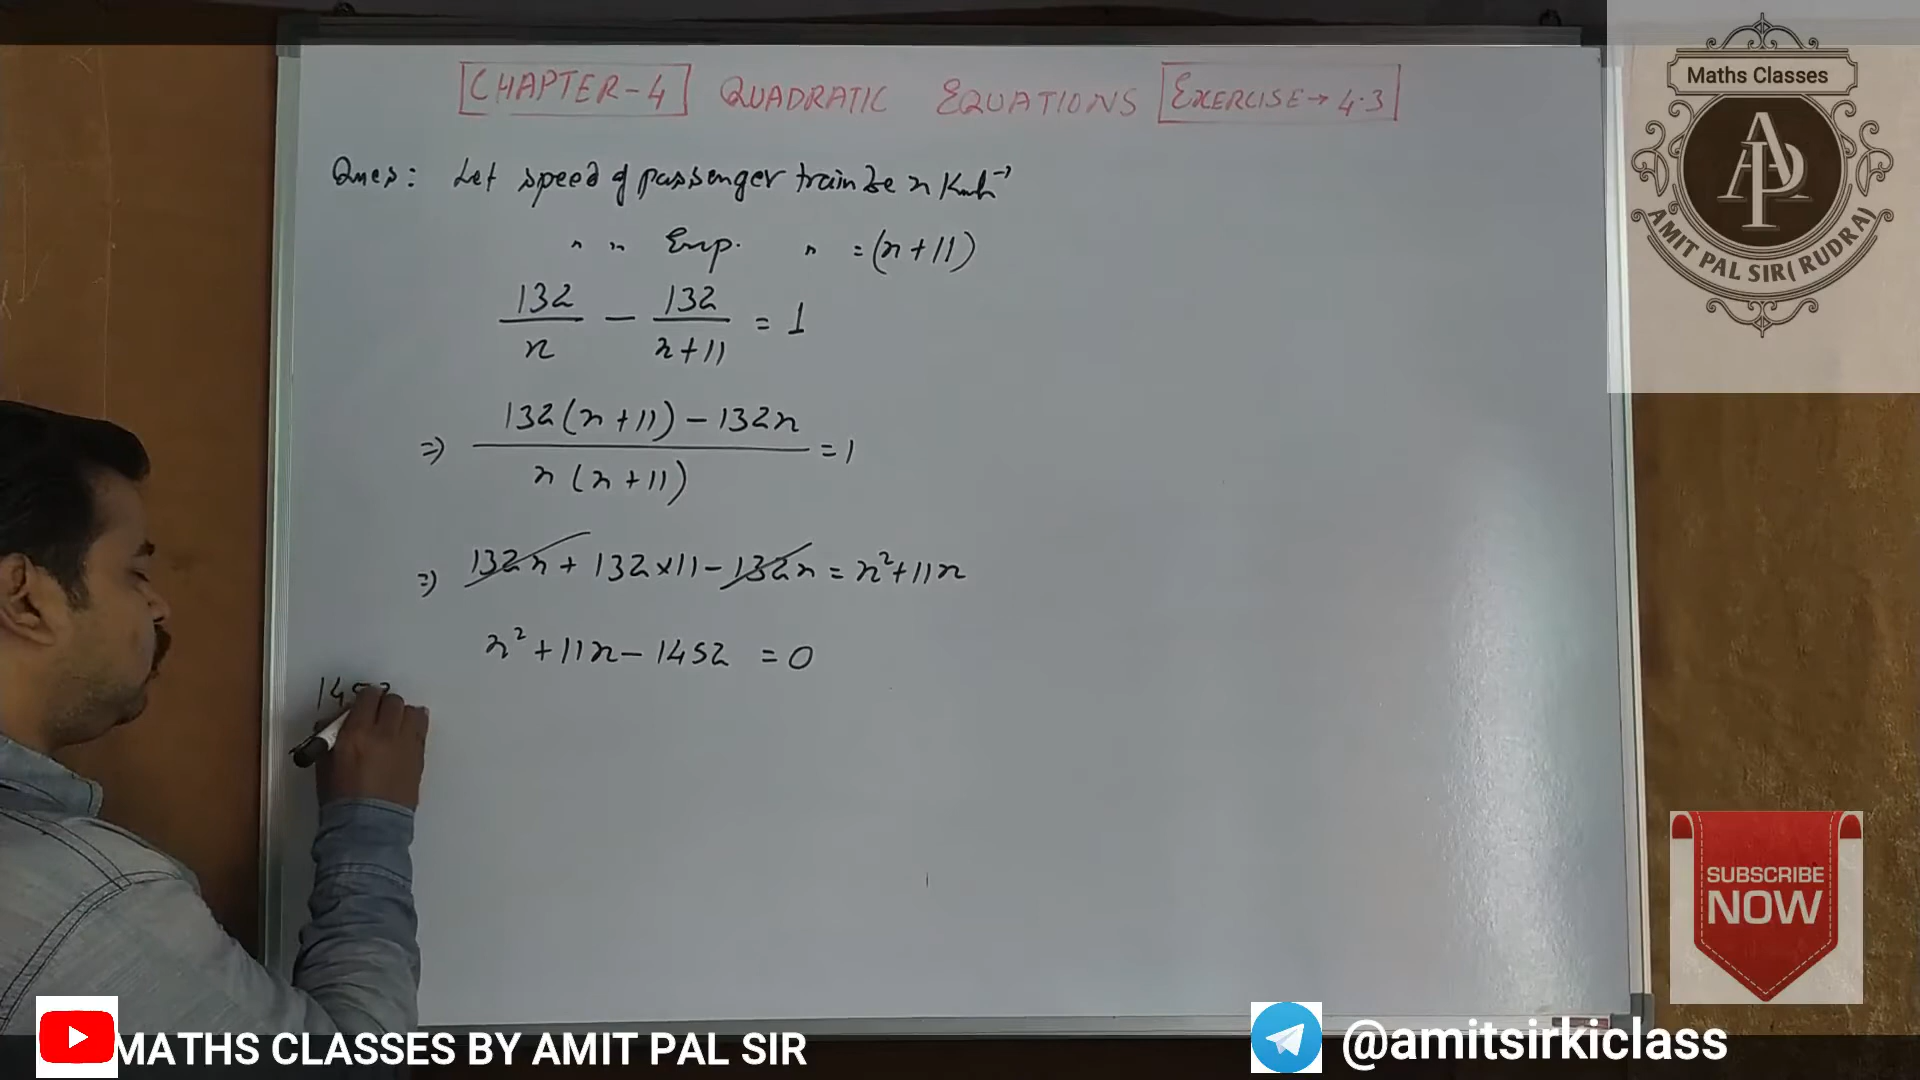 CHAPTER-4 QUADRATIC EQUATIONS EXERCISE→4.3
Ques: Let speed of passenger train be x Kmh⁻¹
" " Exp. " = (x+11)
132/x − 132/(x+11) = 1
⇒ (132(x+11) − 132x)/(x(x+11)) = 1
⇒ 132x + 132×11 − 132x = x²+11x
x² + 11x − 1452 = 0
1452
Maths Classes
AP
AMIT PAL SIR( RUDRA)
SUBSCRIBE
NOW
MATHS CLASSES BY AMIT PAL SIR
@amitsirkiclass